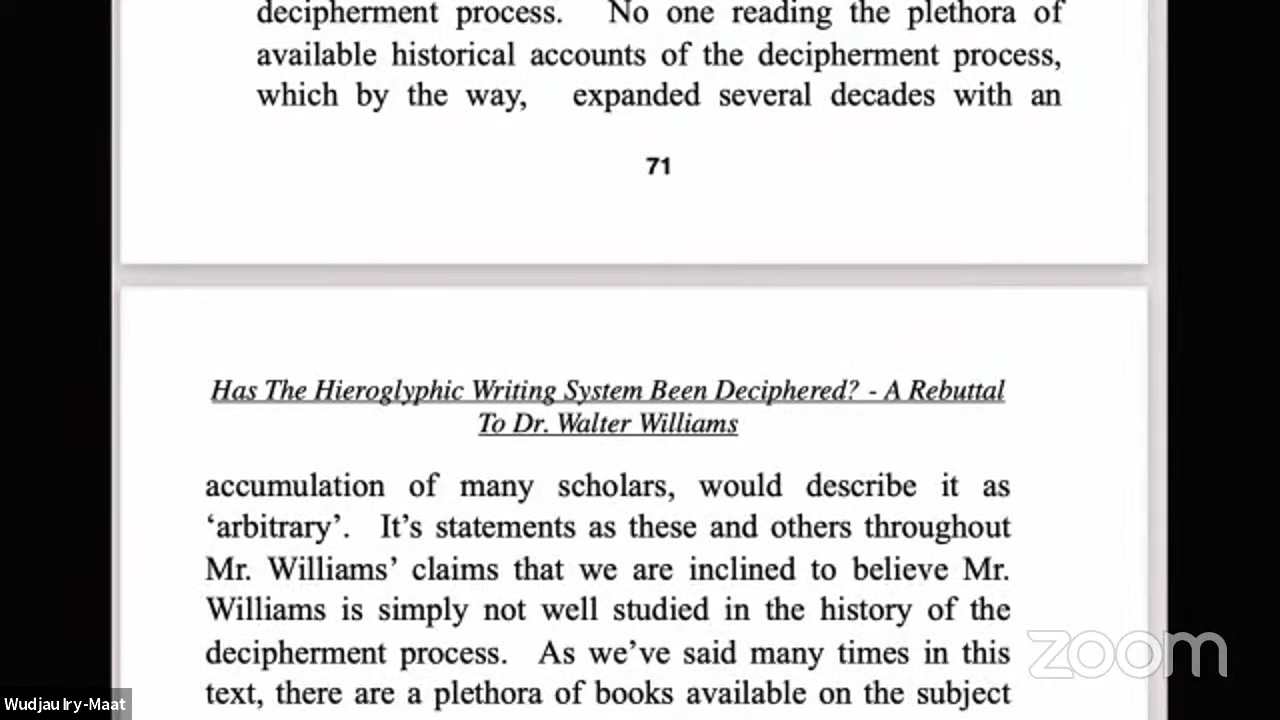 decipherment process. No one reading the plethora of
available historical accounts of the decipherment process,
which by the way, expanded several decades with an
71
Has The Hieroglyphic Writing System Been Deciphered? - A Rebuttal
To Dr. Walter Williams
accumulation of many scholars, would describe it as
‘arbitrary’. It’s statements as these and others throughout
Mr. Williams’ claims that we are inclined to believe Mr.
Williams is simply not well studied in the history of the
decipherment process. As we’ve said many times in this
text, there are a plethora of books available on the subject
zoom
Wudjau Iry-Maat